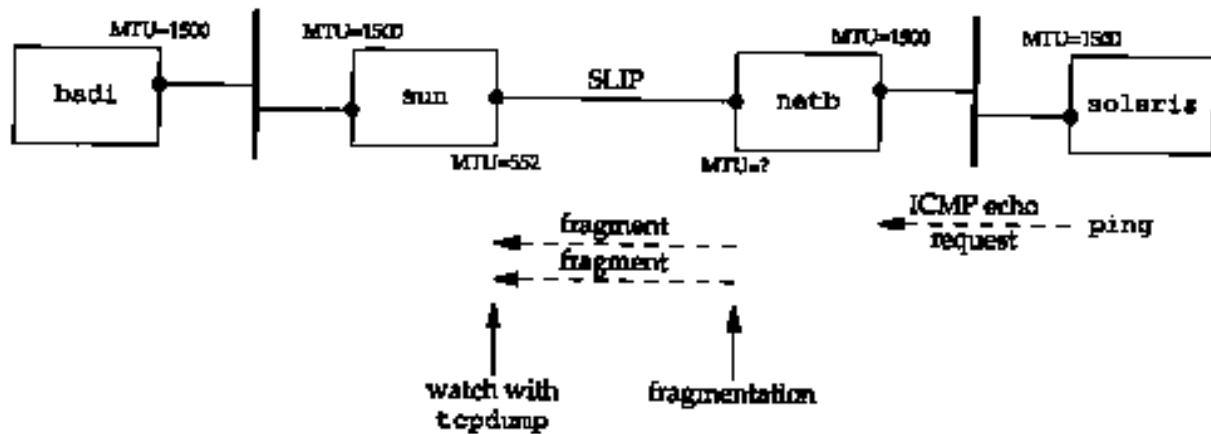 MTU=1500
MTU=1500
MTU=1500
MTU=1500
bsdi
sun
SLIP
netb
solaris
MTU=552
MTU=?
ICMP echo
request
ping
fragment
fragment
watch with
tcpdump
fragmentation